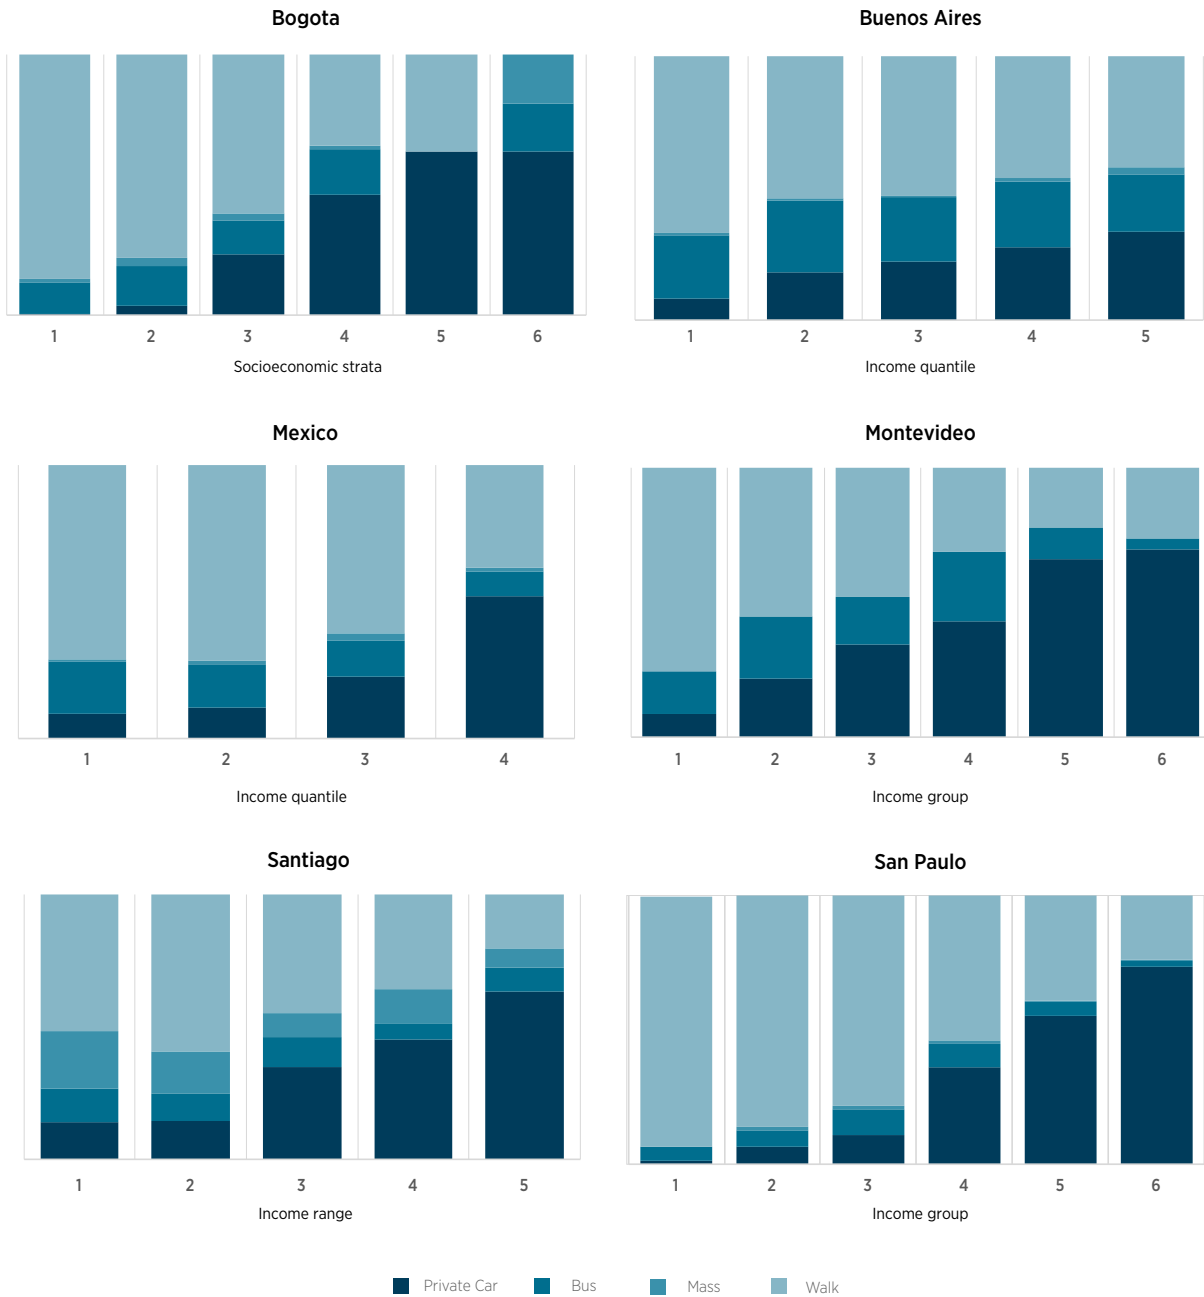 Bogota
1 2 3 4 5 6
Socioeconomic strata
Buenos Aires
1 2 3 4 5
Income quantile
Mexico
1 2 3 4
Income quantile
Montevideo
1 2 3 4 5 6
Income group
Santiago
1 2 3 4 5
Income range
San Paulo
1 2 3 4 5 6
Income group
Private Car Bus Mass Walk